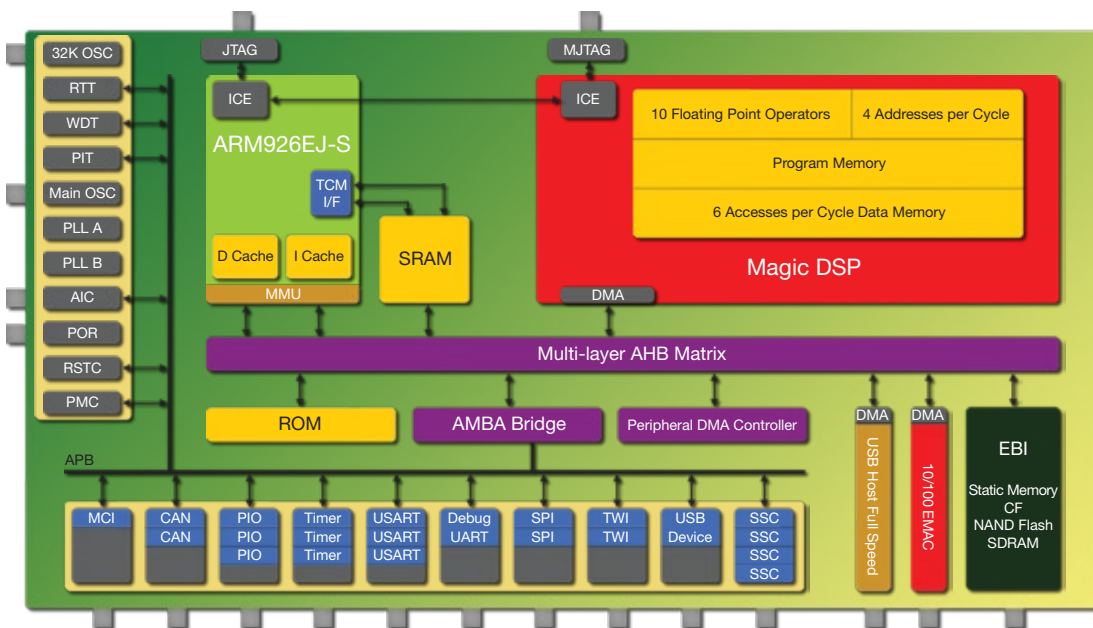 32K OSC
RTT
WDT
PIT
Main OSC
PLL A
PLL B
AIC
POR
RSTC
PMC
JTAG
ICE
ARM926EJ-S
TCM
I/F
D Cache
I Cache
MMU
SRAM
MJTAG
ICE
10 Floating Point Operators
4 Addresses per Cycle
Program Memory
6 Accesses per Cycle Data Memory
Magic DSP
DMA
Multi-layer AHB Matrix
ROM
AMBA Bridge
Peripheral DMA Controller
DMA
USB Host Full Speed
DMA
10/100 EMAC
EBI
Static Memory
CF
NAND Flash
SDRAM
APB
MCI
CAN
CAN
PIO
PIO
PIO
Timer
Timer
Timer
USART
USART
USART
Debug
UART
SPI
SPI
TWI
TWI
USB
Device
SSC
SSC
SSC
SSC